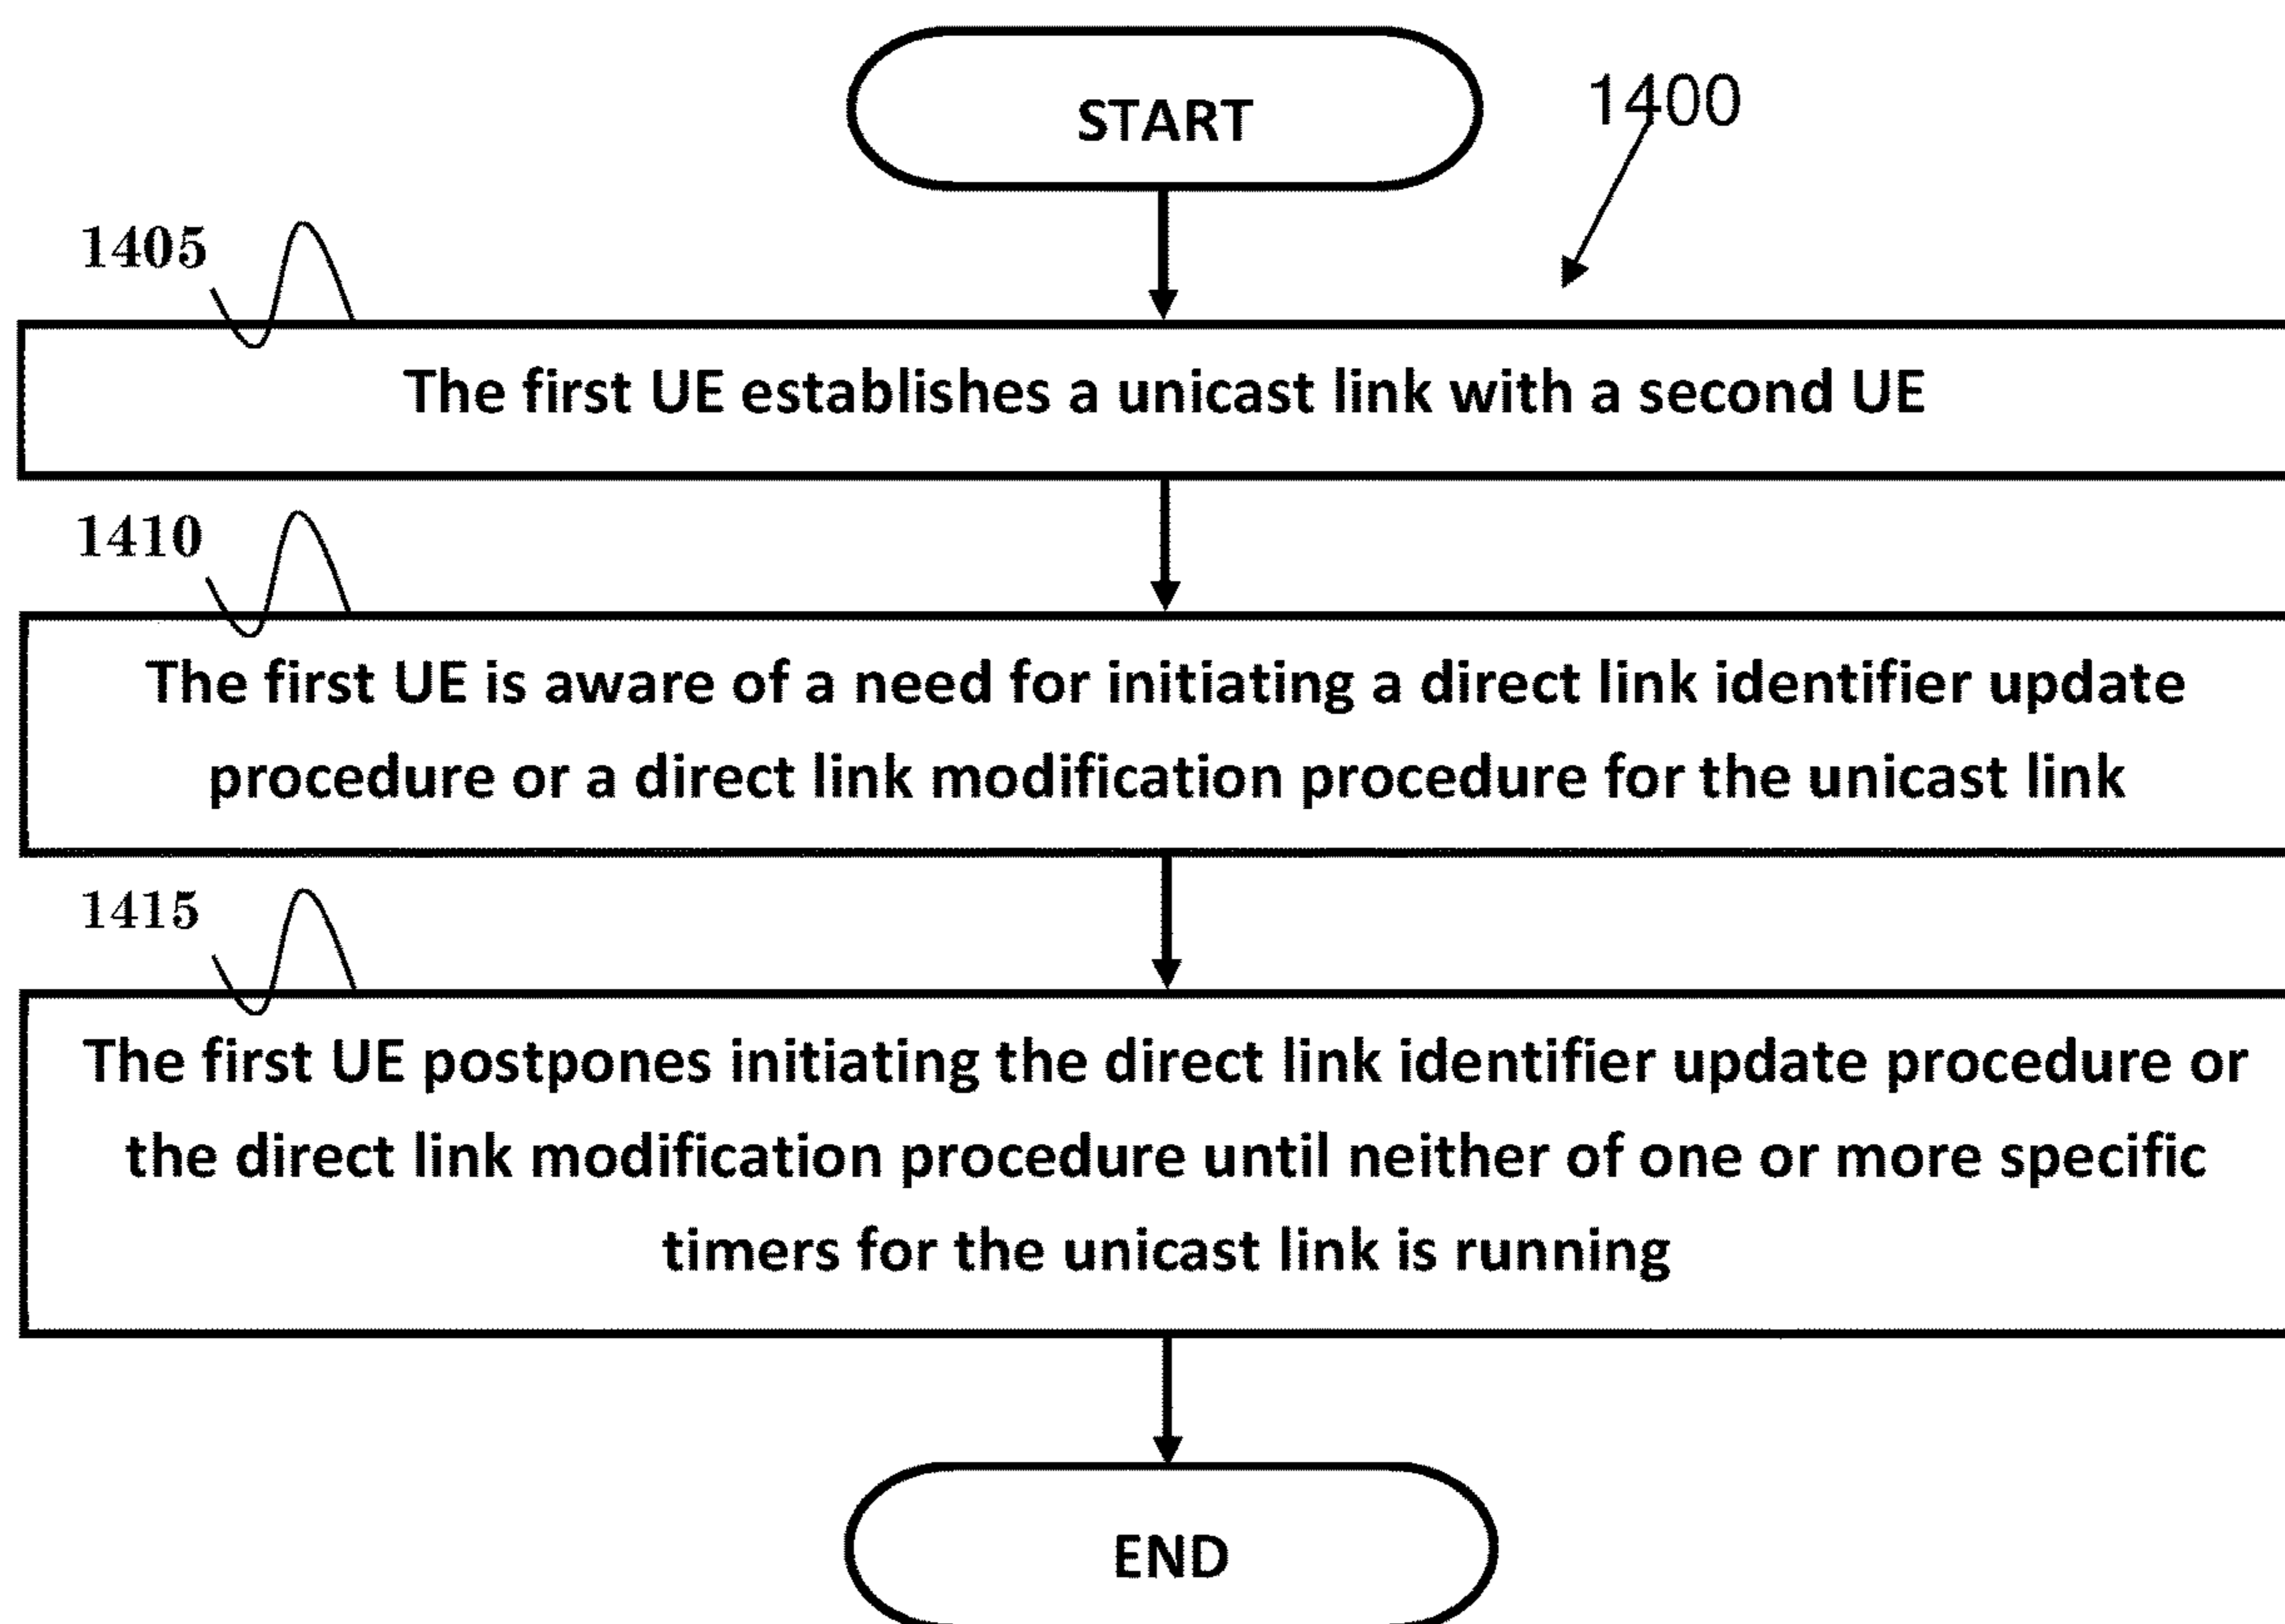 START
1400
1405
The first UE establishes a unicast link with a second UE
1410
The first UE is aware of a need for initiating a direct link identifier update
procedure or a direct link modification procedure for the unicast link
1415
The first UE postpones initiating the direct link identifier update procedure or
the direct link modification procedure until neither of one or more specific
timers for the unicast link is running
END